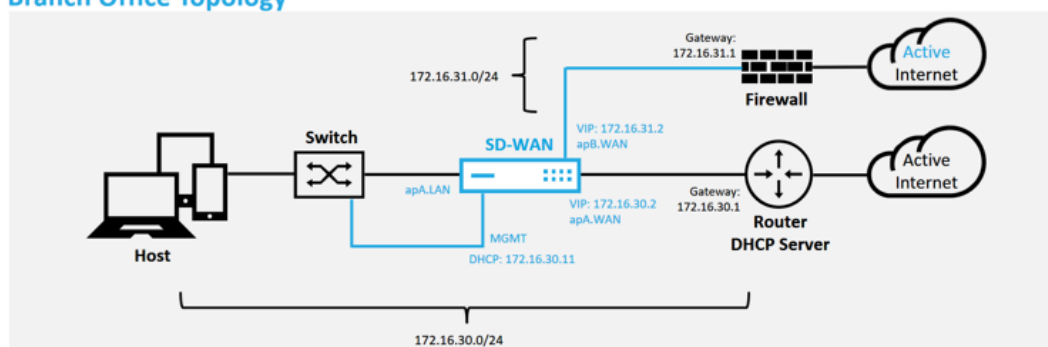 Branch Office Topology
Gateway:
172.16.31.1
Active
Internet
172.16.31.0/24
Firewall
VIP: 172.16.31.2
apB.WAN
Switch
SD-WAN
Active
Internet
apA.LAN
Gateway:
172.16.30.1
VIP: 172.16.30.2
apA.WAN
Router
DHCP Server
MGMT
Host
DHCP: 172.16.30.11
172.16.30.0/24